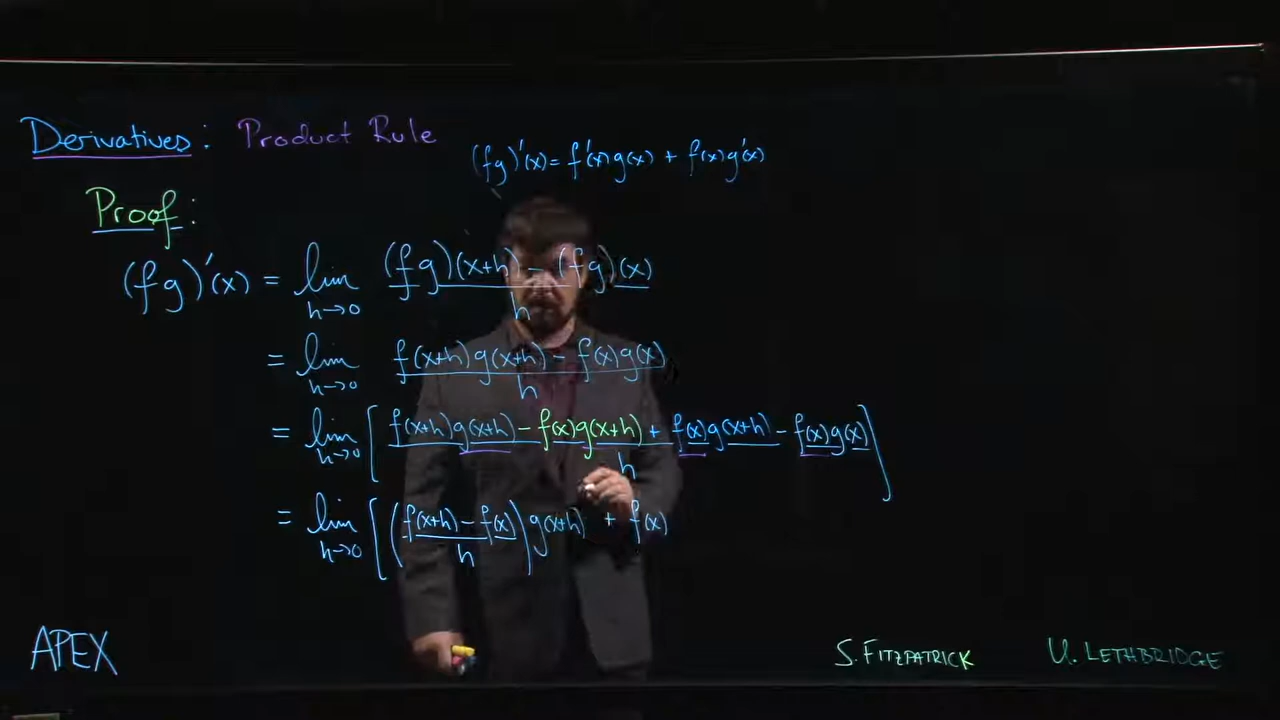 Derivatives: Product Rule
(fg)'(x) = f'(x)g(x) + f(x)g'(x)
Proof:
(fg)'(x) = lim h→0 (fg)(x+h) - (fg)(x) / h
= lim h→0 f(x+h)g(x+h) - f(x)g(x) / h
= lim h→0 [ f(x+h)g(x+h) - f(x)g(x+h) + f(x)g(x+h) - f(x)g(x) / h ]
= lim h→0 [ ( f(x+h) - f(x) / h ) g(x+h) + f(x)
APEX
S. FITZPATRICK
U. LETHBRIDGE